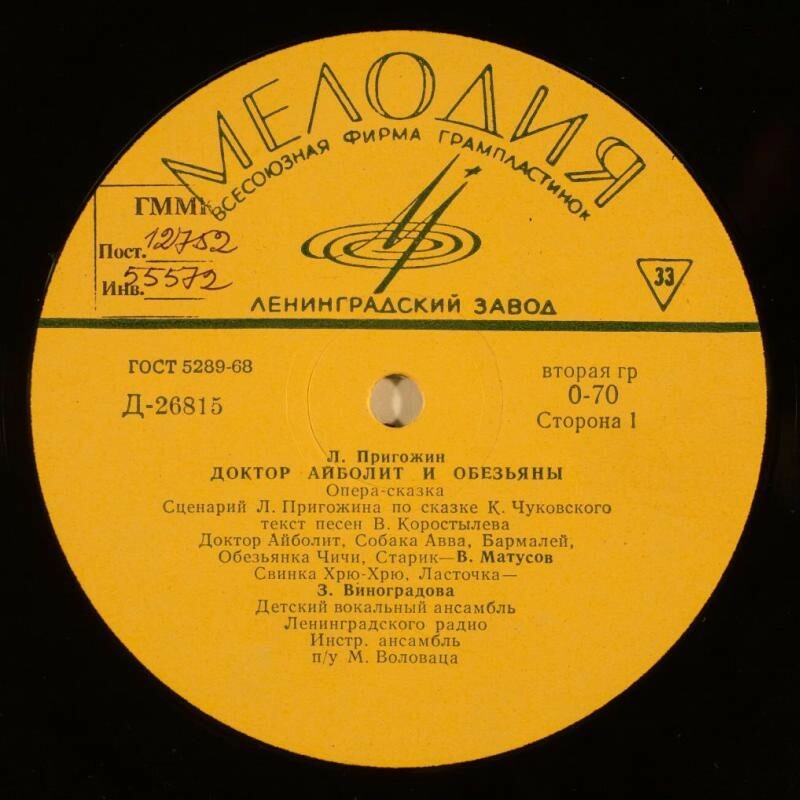 МЕЛОДИЯ
ВСЕСОЮЗНАЯ ФИРМА ГРАМПЛАСТИНОК
ГММК
Пост. 12752
Инв. 55572
33
ЛЕНИНГРАДСКИЙ ЗАВОД
ГОСТ 5289-68
Д-26815
вторая гр
0-70
Сторона 1
Л. Пригожин
ДОКТОР АЙБОЛИТ И ОБЕЗЬЯНЫ
Опера-сказка
Сценарий Л. Пригожина по сказке К. Чуковского
текст песен В. Коростылева
Доктор Айболит, Собака Авва, Бармалей,
Обезьянка Чичи, Старик—В. Матусов
Свинка Хрю-Хрю, Ласточка—
З. Виноградова
Детский вокальный ансамбль
Ленинградского радио
Инстр. ансамбль
п/у М. Воловаца